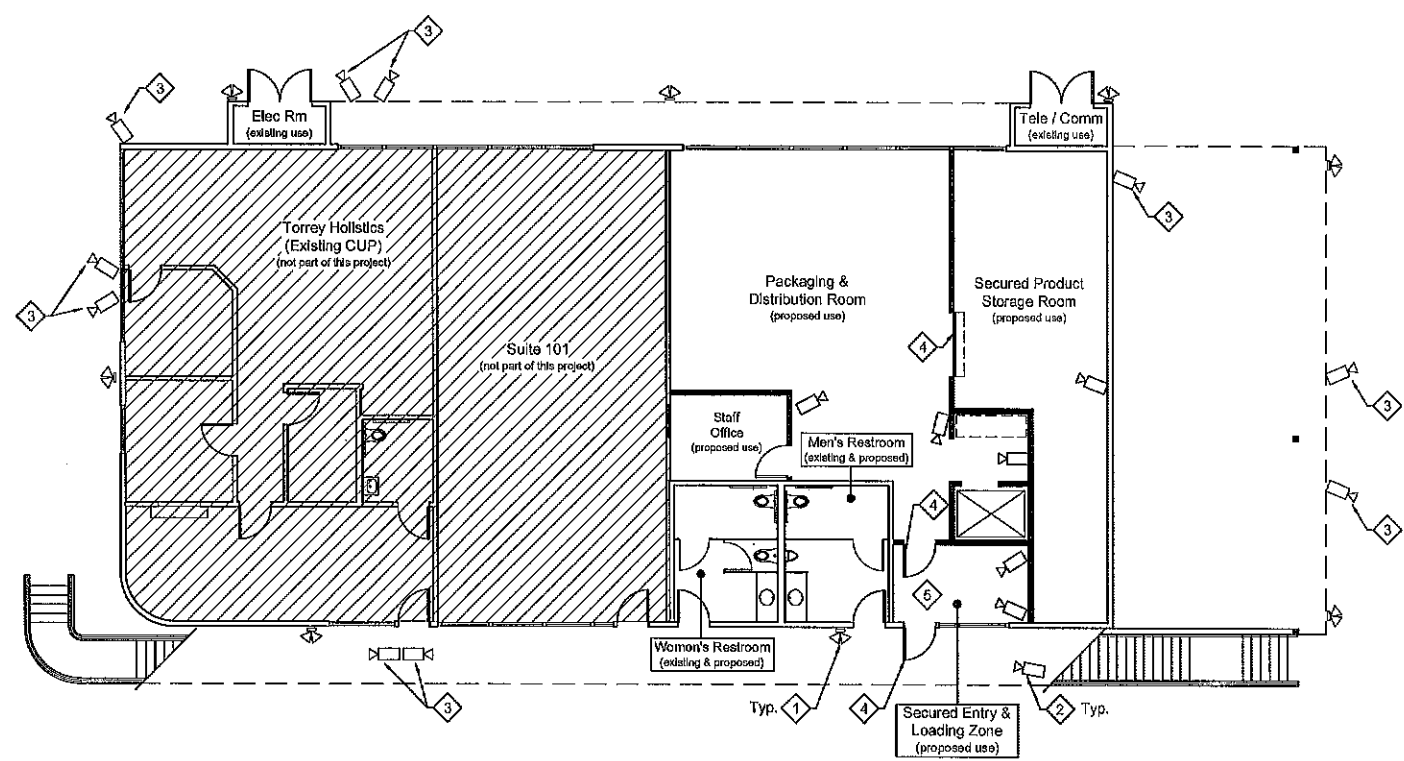 3
3
Elec Rm
(existing use)
Tele / Comm
(existing use)
3
Torrey Holistics
(Existing CUP)
(not part of this project)
Packaging &
Distribution Room
(proposed use)
Secured Product
Storage Room
(proposed use)
3
Suite 101
(not part of this project)
4
3
Staff
Office
(proposed use)
Men's Restroom
(existing & proposed)
4
3
5
Women's Restroom
(existing & proposed)
3
Typ. 1
4
Secured Entry &
Loading Zone
(proposed use)
2 Typ.